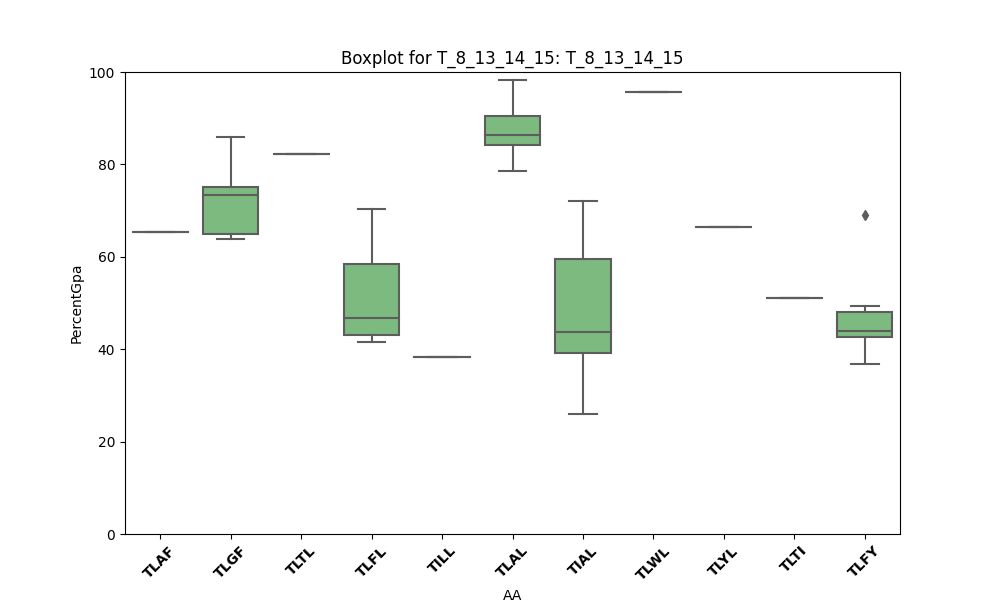 Boxplot for T_8_13_14_15: T_8_13_14_15
100
80
60
40
20
0
PercentGpa
TLAF TLGF TLTL TLFL TILL TLAL TIAL TLWL TLYL TLTI TLFY
AA